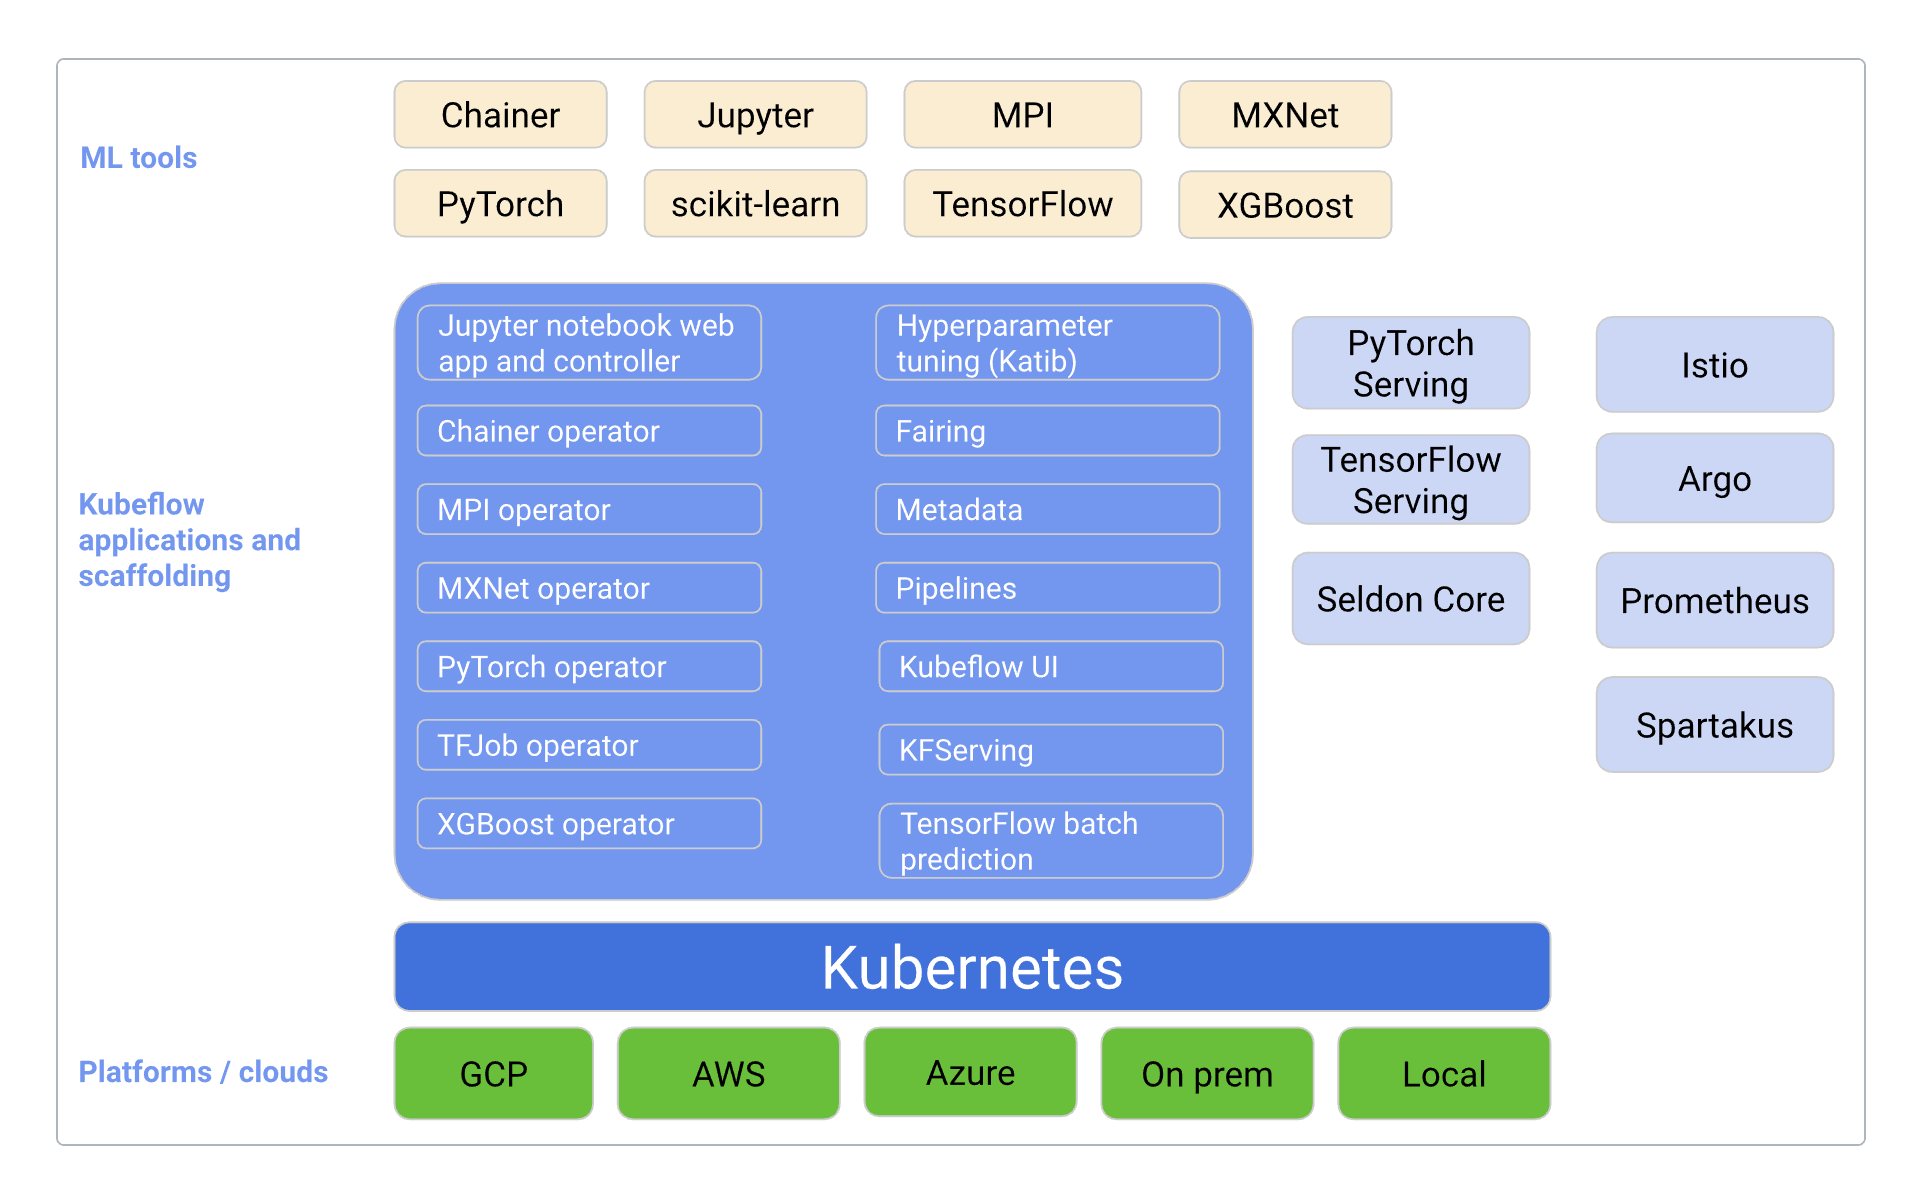 ML tools
Chainer
Jupyter
MPI
MXNet
PyTorch
scikit-learn
TensorFlow
XGBoost
Kubeflow
applications and
scaffolding
Jupyter notebook web
app and controller
Chainer operator
MPI operator
MXNet operator
PyTorch operator
TFJob operator
XGBoost operator
Hyperparameter
tuning (Katib)
Fairing
Metadata
Pipelines
Kubeflow UI
KFServing
TensorFlow batch
prediction
PyTorch
Serving
TensorFlow
Serving
Seldon Core
Istio
Argo
Prometheus
Spartakus
Kubernetes
Platforms / clouds
GCP
AWS
Azure
On prem
Local